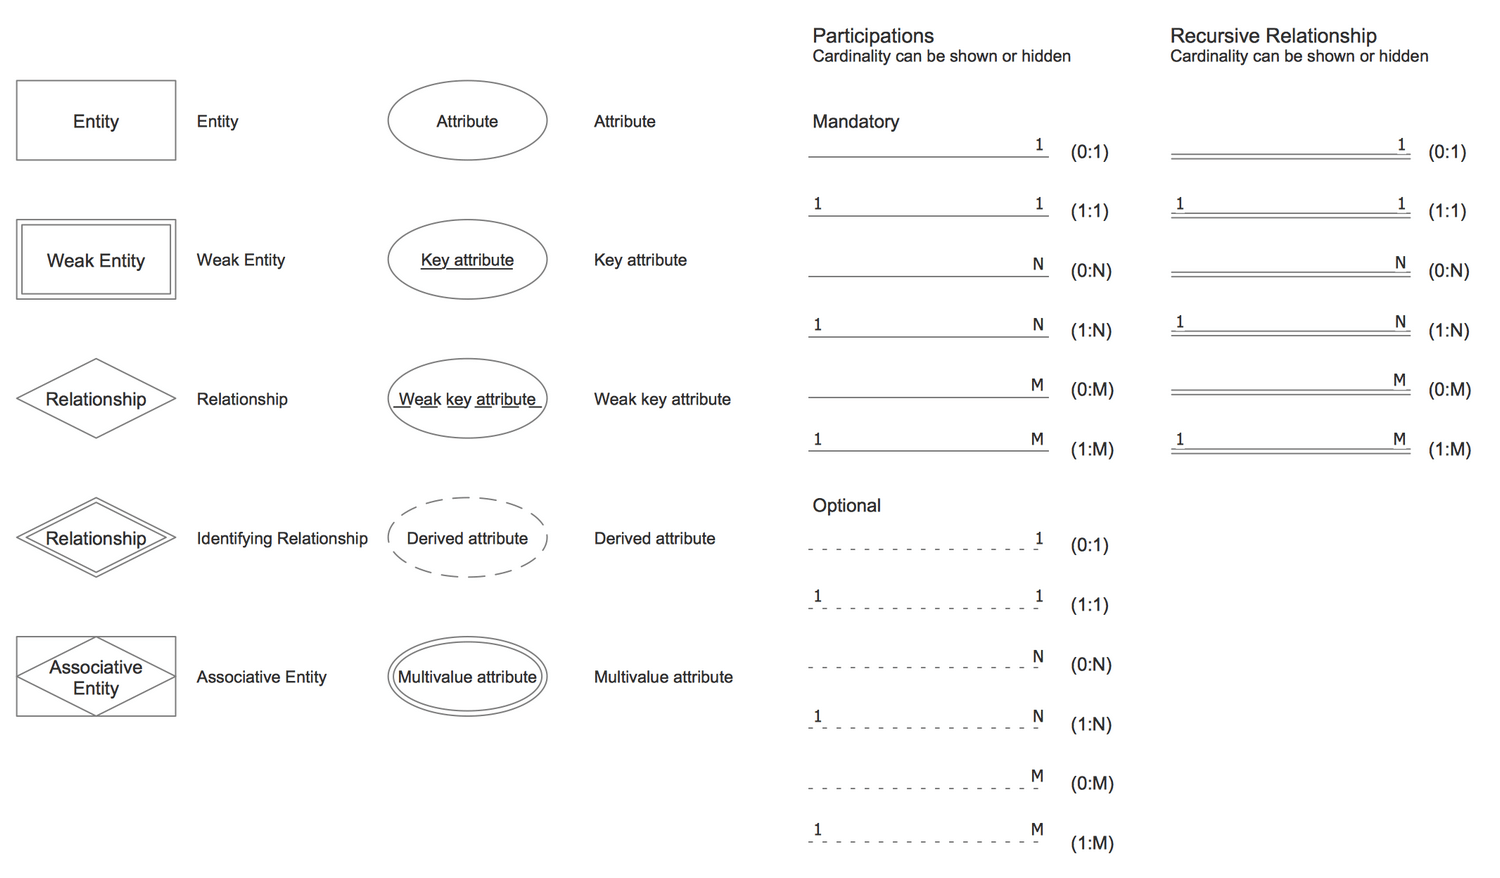 Entity
Entity
Weak Entity
Weak Entity
Relationship
Relationship
Relationship
Identifying Relationship
Associative
Entity
Associative Entity
Attribute
Attribute
Key attribute
Key attribute
Weak key attribute
Weak key attribute
Derived attribute
Derived attribute
Multivalue attribute
Multivalue attribute
Participations
Cardinality can be shown or hidden
Mandatory
1 (0:1)
1 1 (1:1)
N (0:N)
1 N (1:N)
M (0:M)
1 M (1:M)
Optional
1 (0:1)
1 1 (1:1)
N (0:N)
1 N (1:N)
M (0:M)
1 M (1:M)
Recursive Relationship
Cardinality can be shown or hidden
1 (0:1)
1 1 (1:1)
N (0:N)
1 N (1:N)
M (0:M)
1 M (1:M)